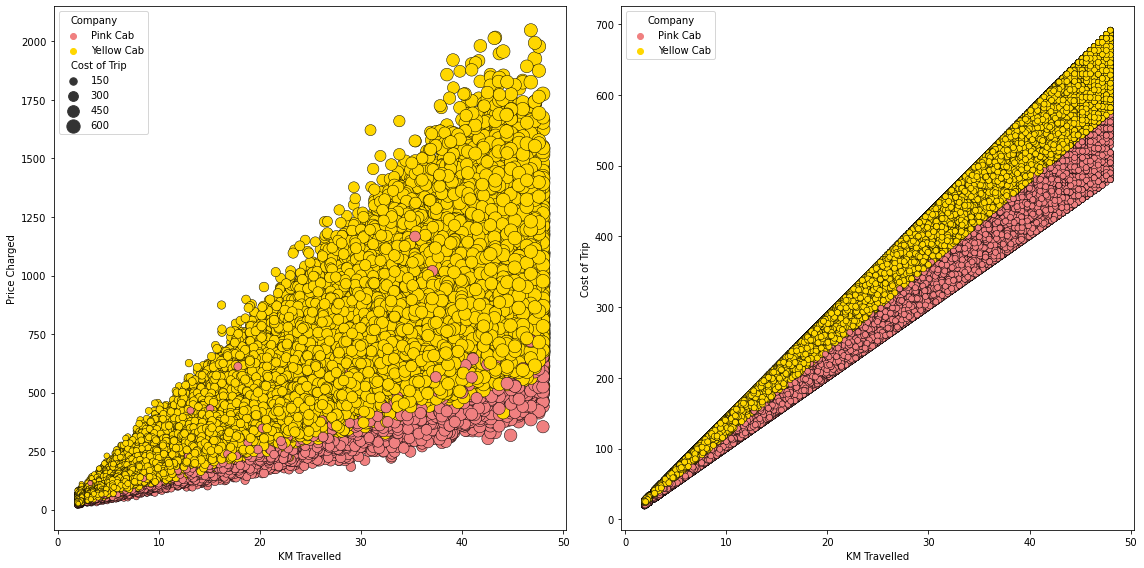 Company
Pink Cab
Yellow Cab
Cost of Trip
150
300
450
600
2000
1750
1500
1250
1000
750
500
250
0
Price Charged
0 10 20 30 40 50
KM Travelled
Company
Pink Cab
Yellow Cab
700
600
500
400
300
200
100
0
Cost of Trip
0 10 20 30 40 50
KM Travelled